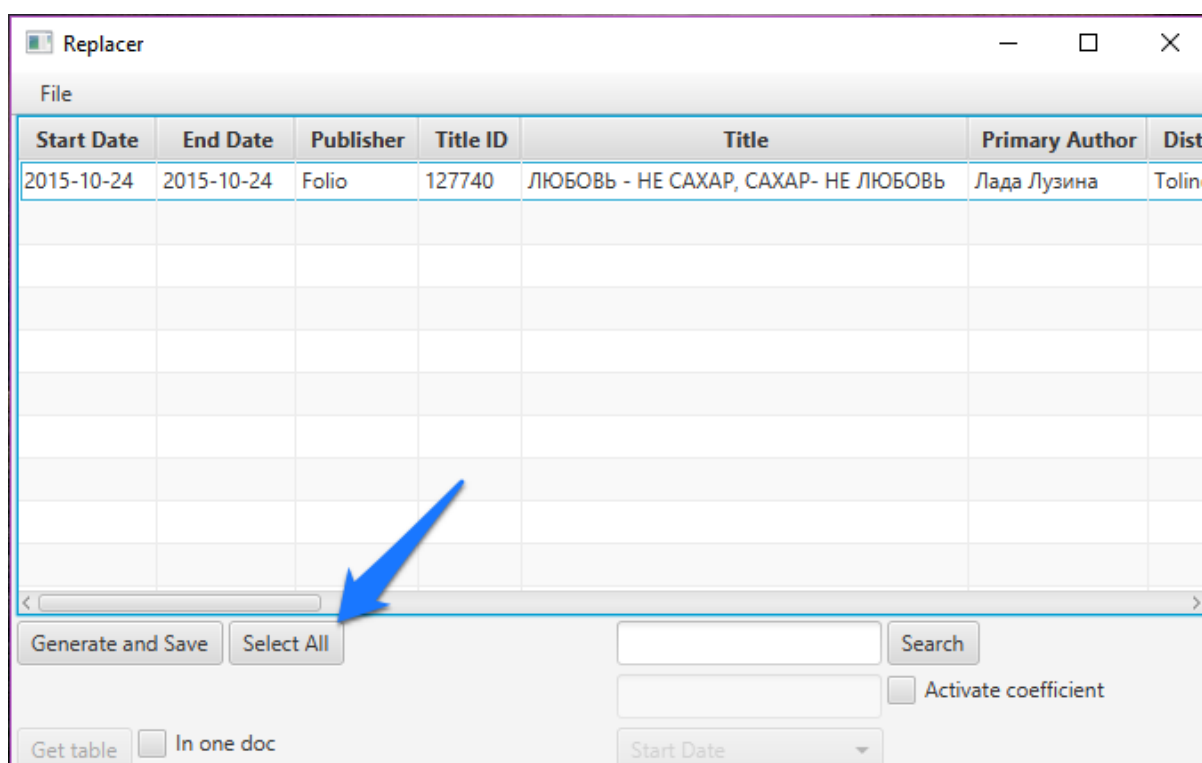 Replacer
File
Start Date End Date Publisher Title ID Title Primary Author Dist
2015-10-24 2015-10-24 Folio 127740 ЛЮБОВЬ - НЕ САХАР, САХАР- НЕ ЛЮБОВЬ Лада Лузина Tolin
Generate and Save Select All Search
Activate coefficient
Get table In one doc Start Date